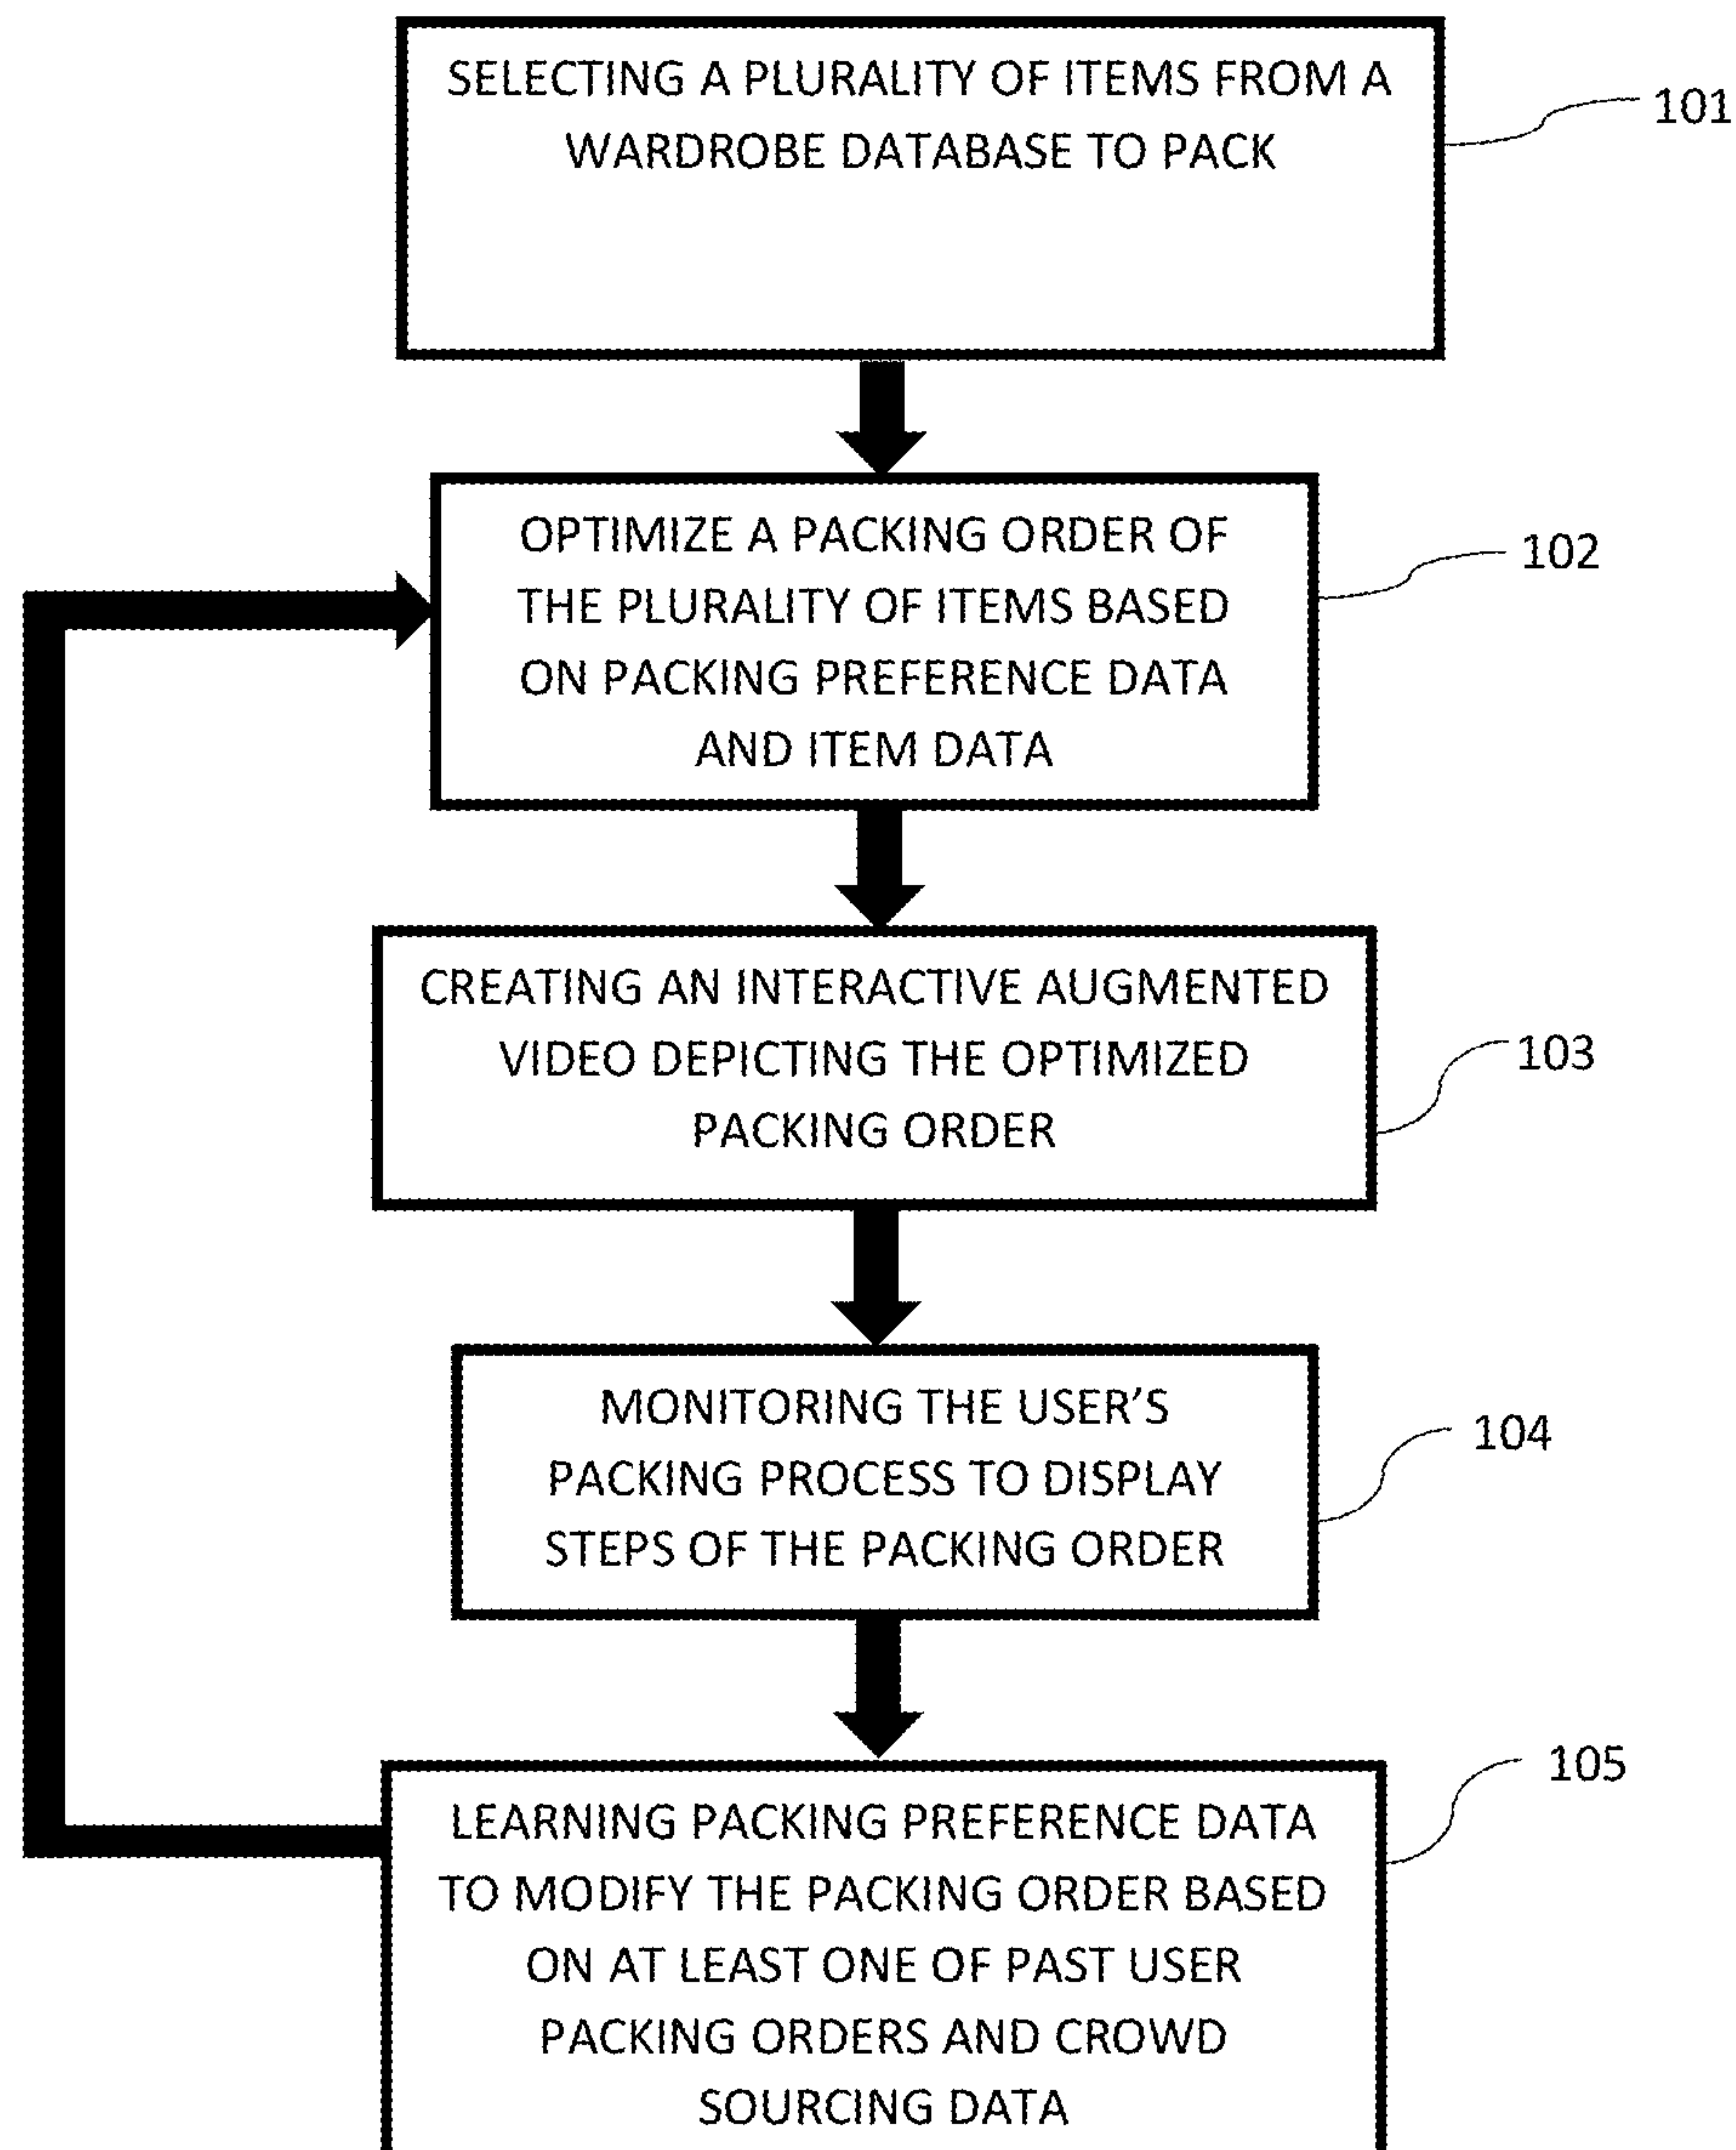 SELECTING A PLURALITY OF ITEMS FROM A
WARDROBE DATABASE TO PACK
101
OPTIMIZE A PACKING ORDER OF
THE PLURALITY OF ITEMS BASED
ON PACKING PREFERENCE DATA
AND ITEM DATA
102
CREATING AN INTERACTIVE AUGMENTED
VIDEO DEPICTING THE OPTIMIZED
PACKING ORDER
103
MONITORING THE USER’S
PACKING PROCESS TO DISPLAY
STEPS OF THE PACKING ORDER
104
LEARNING PACKING PREFERENCE DATA
TO MODIFY THE PACKING ORDER BASED
ON AT LEAST ONE OF PAST USER
PACKING ORDERS AND CROWD
SOURCING DATA
105